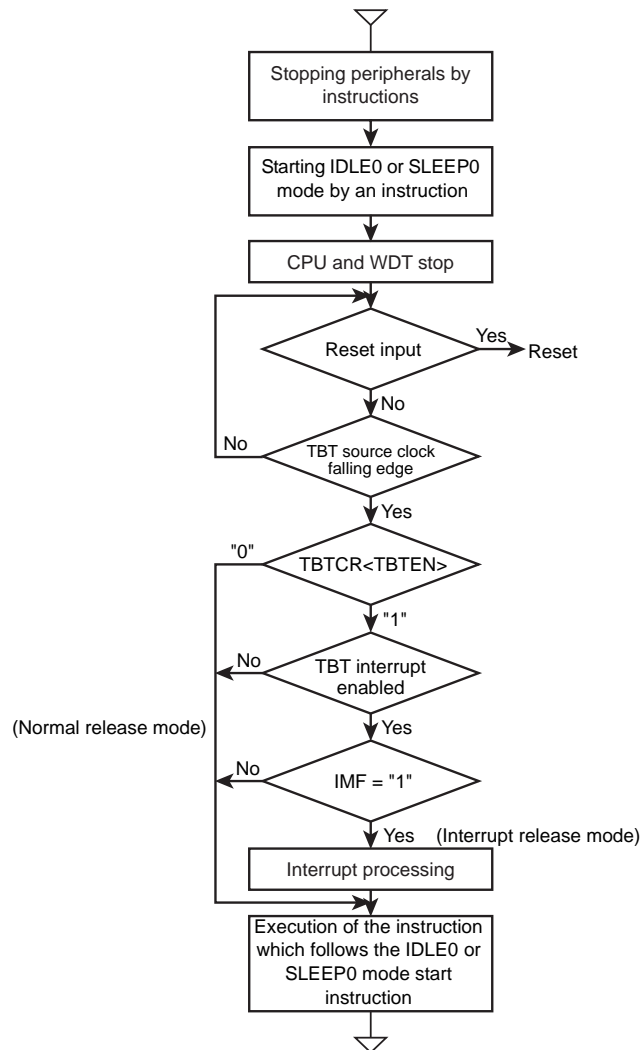 Stopping peripherals by
instructions
Starting IDLE0 or SLEEP0
mode by an instruction
CPU and WDT stop
Reset input
Yes
Reset
No
No
TBT source clock
falling edge
Yes
"0"
TBTCR<TBTEN>
"1"
No
TBT interrupt
enabled
(Normal release mode)
Yes
No
IMF = "1"
Yes
(Interrupt release mode)
Interrupt processing
Execution of the instruction
which follows the IDLE0 or
SLEEP0 mode start
instruction